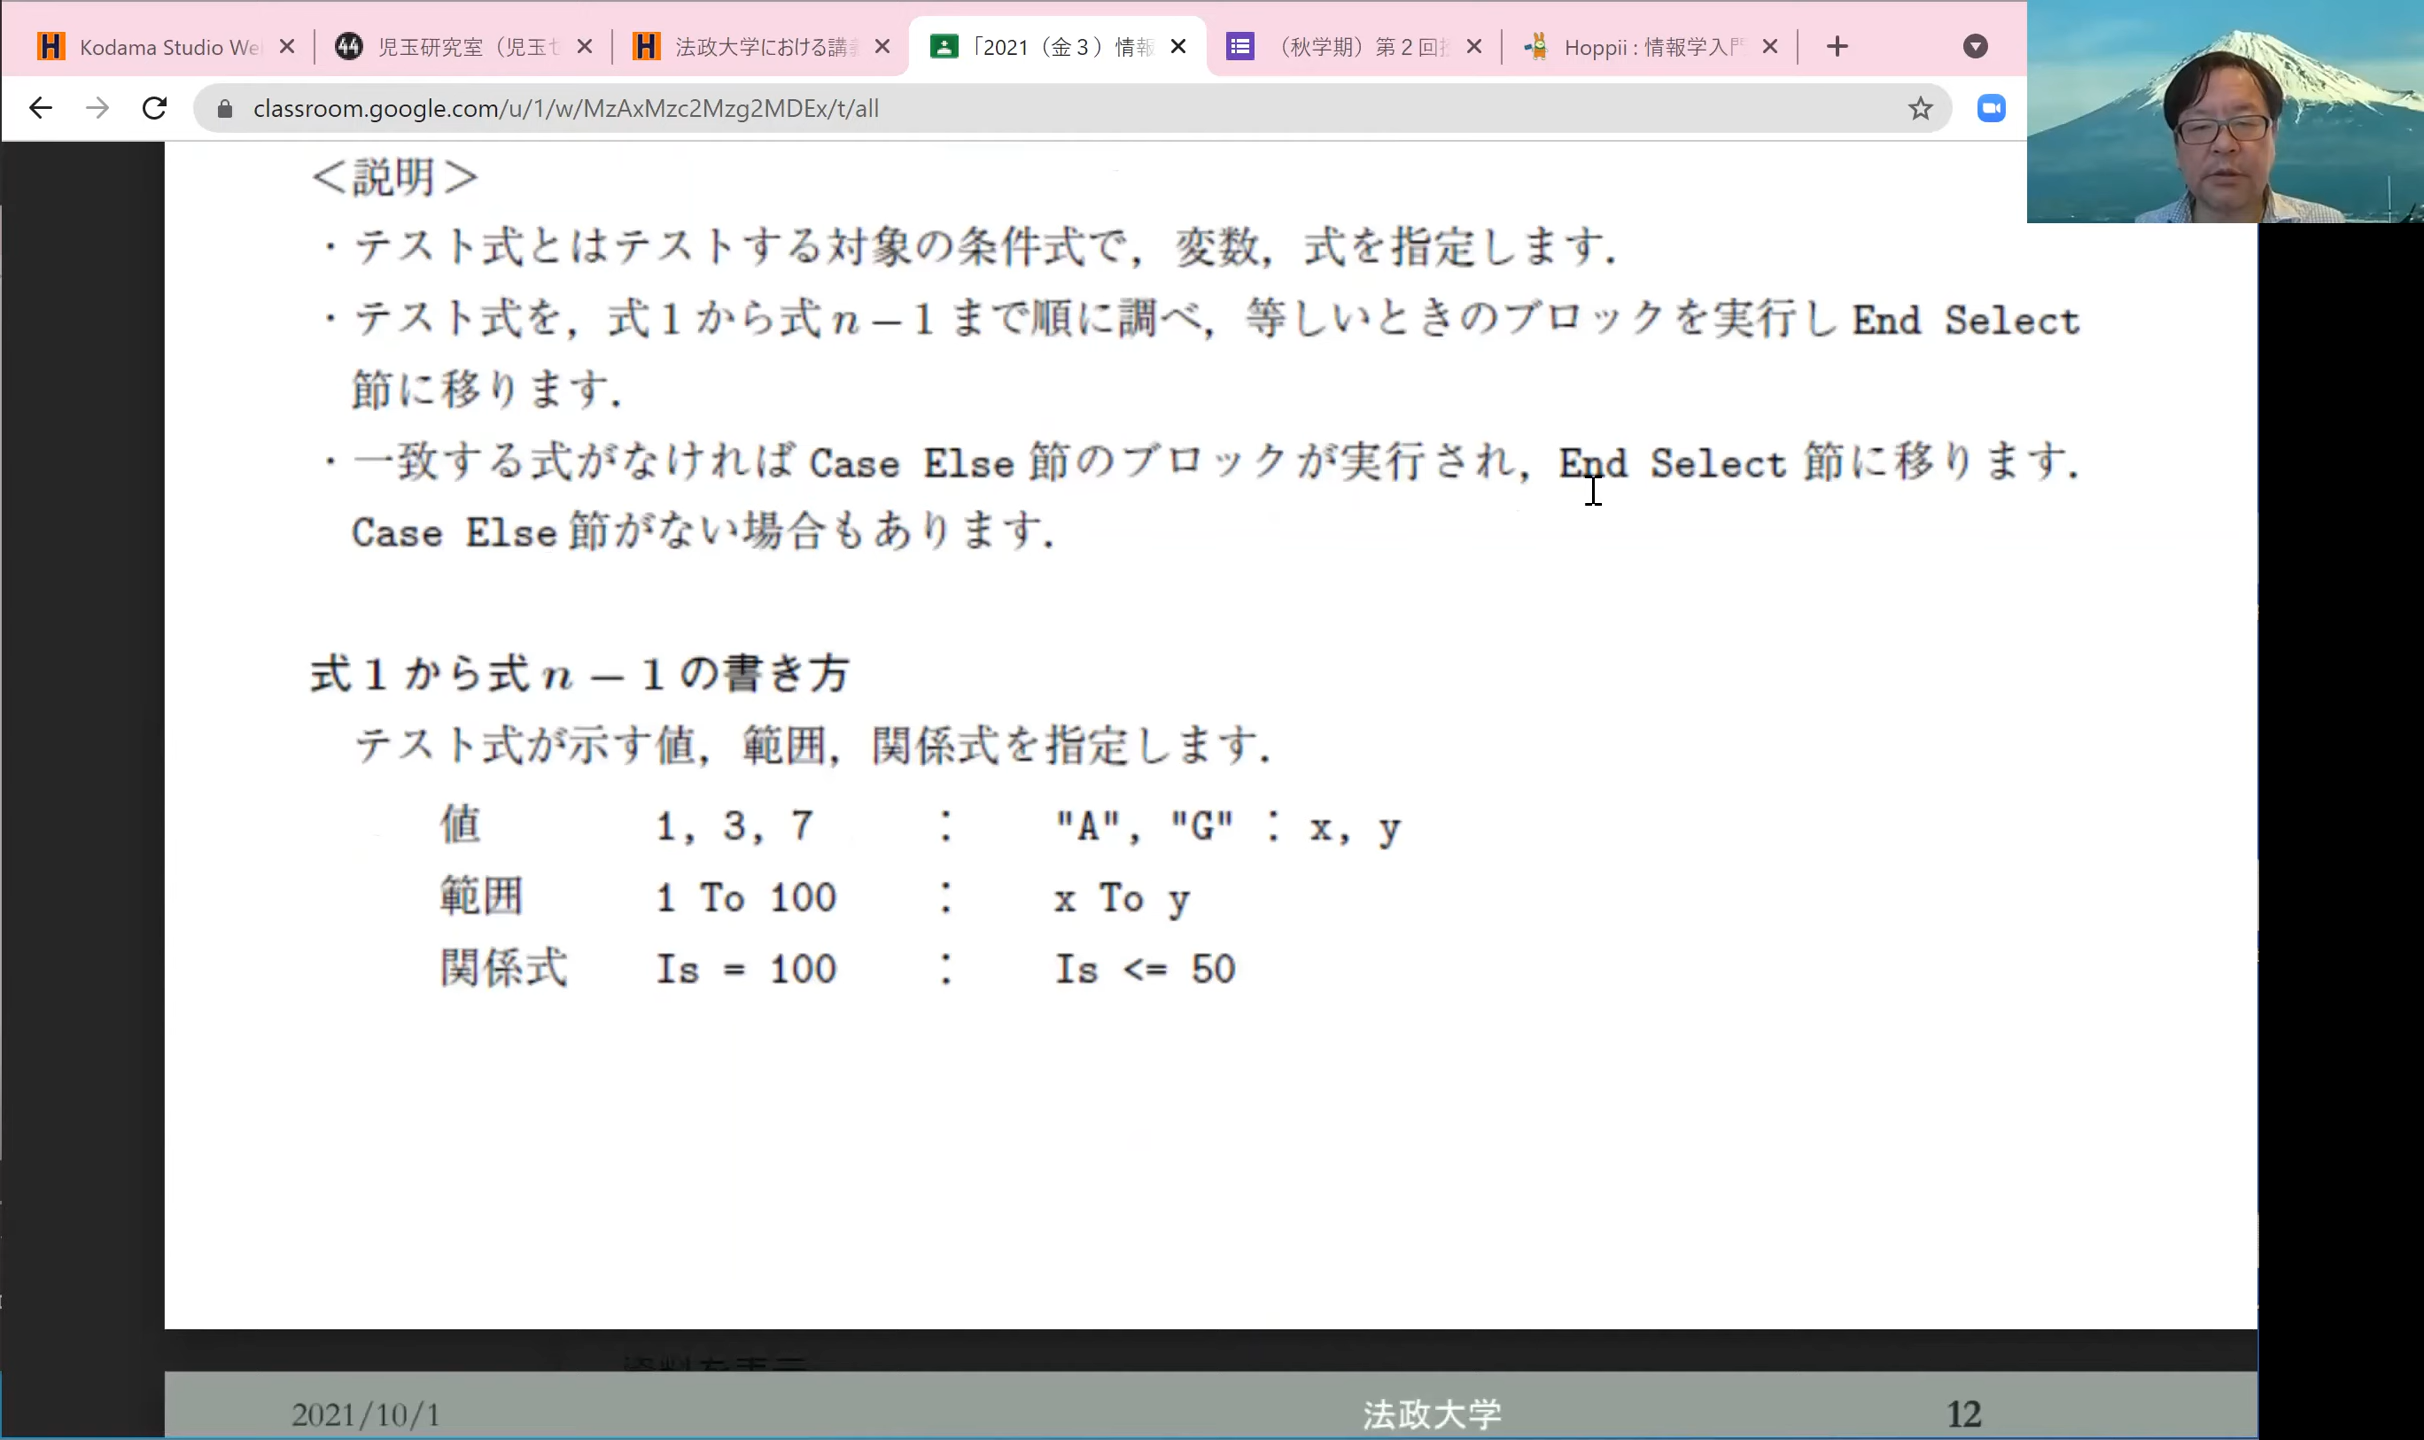 Kodama Studio We
児玉研究室（児玉ゼ
法政大学における講義
「2021（金３）情報
（秋学期）第２回授
Hoppii : 情報学入門
classroom.google.com/u/1/w/MzAxMzc2Mzg2MDEx/t/all
＜説明＞
・テスト式とはテストする対象の条件式で，変数，式を指定します．
・テスト式を，式1から式n−1まで順に調べ，等しいときのブロックを実行し End Select
節に移ります．
・一致する式がなければ Case Else 節のブロックが実行され，End Select 節に移ります．
Case Else 節がない場合もあります．
式1から式n−1の書き方
テスト式が示す値，範囲，関係式を指定します．
値 1, 3, 7 : "A", "G" : x, y
範囲 1 To 100 : x To y
関係式 Is = 100 : Is <= 50
2021/10/1 法政大学 12